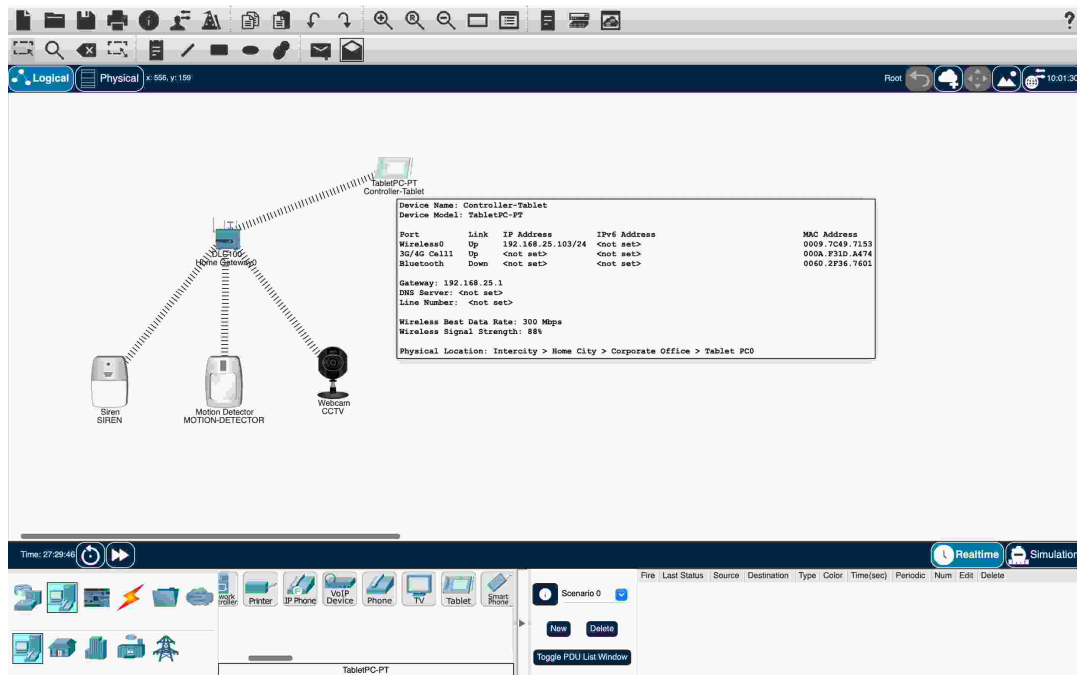 ?
Logical Physical x: 556, y: 159 Root 10:01:30
TabletPC-PT
Controller-Tablet
Device Name: Controller-Tablet
Device Model: TabletPC-PT
Port Link IP Address IPv6 Address MAC Address
Wireless0 Up 192.168.25.103/24 <not set> 0009.7C49.7153
3G/4G Cell1 Up <not set> <not set> 000A.F31D.A474
Bluetooth Down <not set> <not set> 0060.2F36.7601
Gateway: 192.168.25.1
DNS Server: <not set>
Line Number: <not set>
Wireless Best Data Rate: 300 Mbps
Wireless Signal Strength: 88%
Physical Location: Intercity > Home City > Corporate Office > Tablet PC0
DLC100
Home Gateway0
Siren
SIREN
Motion Detector
MOTION-DETECTOR
Webcam
CCTV
Time: 27:29:46 Realtime Simulation
Fire Last Status Source Destination Type Color Time(sec) Periodic Num Edit Delete
Printer IP Phone VoIP Device Phone TV Tablet Smart Phone
Scenario 0
New Delete
Toggle PDU List Window
TabletPC-PT